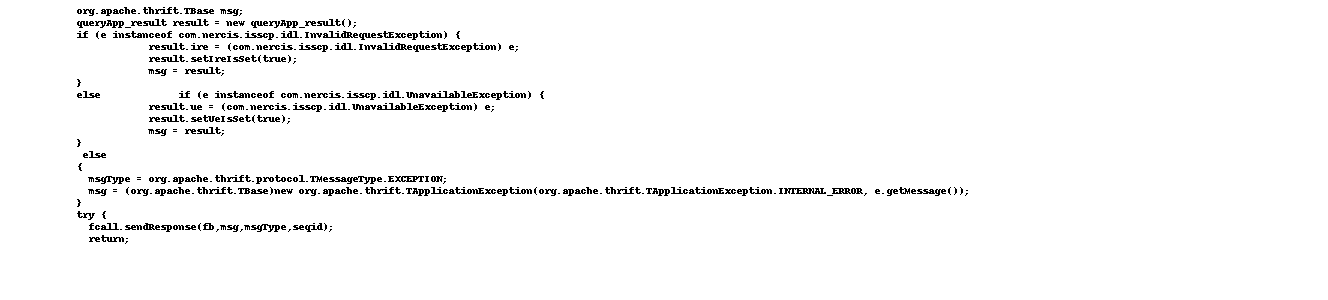 org.apache.thrift.TBase msg;
queryApp_result result = new queryApp_result();
if (e instanceof com.nercis.isscp.idl.InvalidRequestException) {
result.ire = (com.nercis.isscp.idl.InvalidRequestException) e;
result.setIreIsSet(true);
msg = result;
}
else if (e instanceof com.nercis.isscp.idl.UnavailableException) {
result.ue = (com.nercis.isscp.idl.UnavailableException) e;
result.setUeIsSet(true);
msg = result;
}
else
{
msgType = org.apache.thrift.protocol.TMessageType.EXCEPTION;
msg = (org.apache.thrift.TBase)new org.apache.thrift.TApplicationException(org.apache.thrift.TApplicationException.INTERNAL_ERROR, e.getMessage());
}
try {
fcall.sendResponse(fb,msg,msgType,seqid);
return;